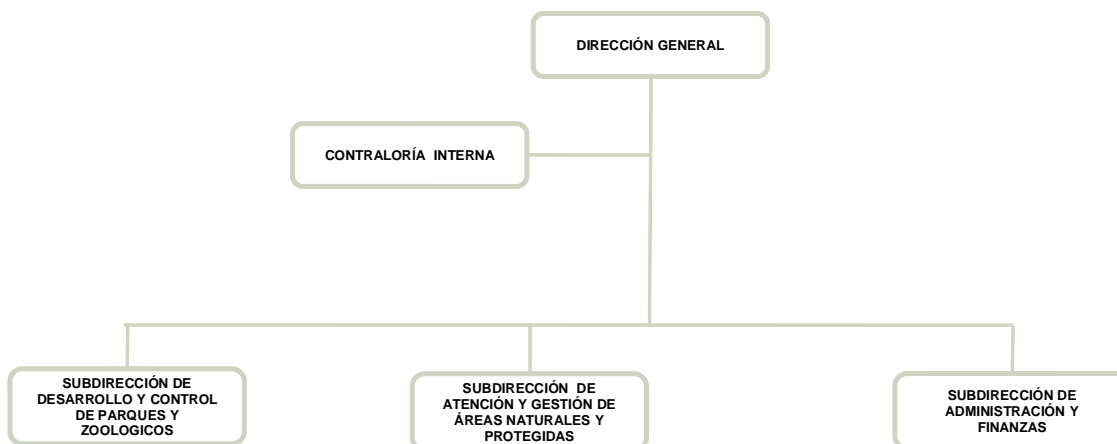 DIRECCIÓN GENERAL
CONTRALORÍA INTERNA
SUBDIRECCIÓN DE
DESARROLLO Y CONTROL
DE PARQUES Y
ZOOLOGICOS
SUBDIRECCIÓN DE
ATENCIÓN Y GESTIÓN DE
ÁREAS NATURALES Y
PROTEGIDAS
SUBDIRECCIÓN DE
ADMINISTRACIÓN Y
FINANZAS